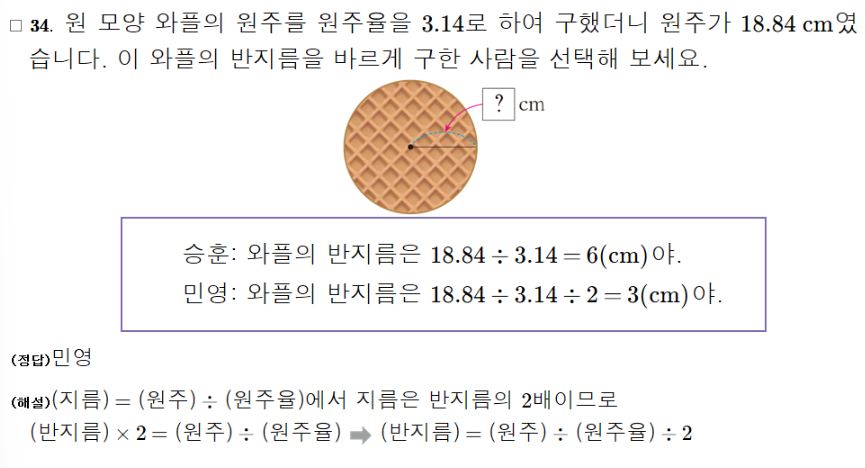 □ 34. 원 모양 와플의 원주를 원주율을 3.14로 하여 구했더니 원주가 18.84 cm였
습니다. 이 와플의 반지름을 바르게 구한 사람을 선택해 보세요.
? cm
승훈: 와플의 반지름은 18.84 ÷ 3.14 = 6(cm)야.
민영: 와플의 반지름은 18.84 ÷ 3.14 ÷ 2 = 3(cm)야.
(정답)민영
(해설)(지름) = (원주) ÷ (원주율)에서 지름은 반지름의 2배이므로
(반지름) × 2 = (원주) ÷ (원주율) ➡ (반지름) = (원주) ÷ (원주율) ÷ 2